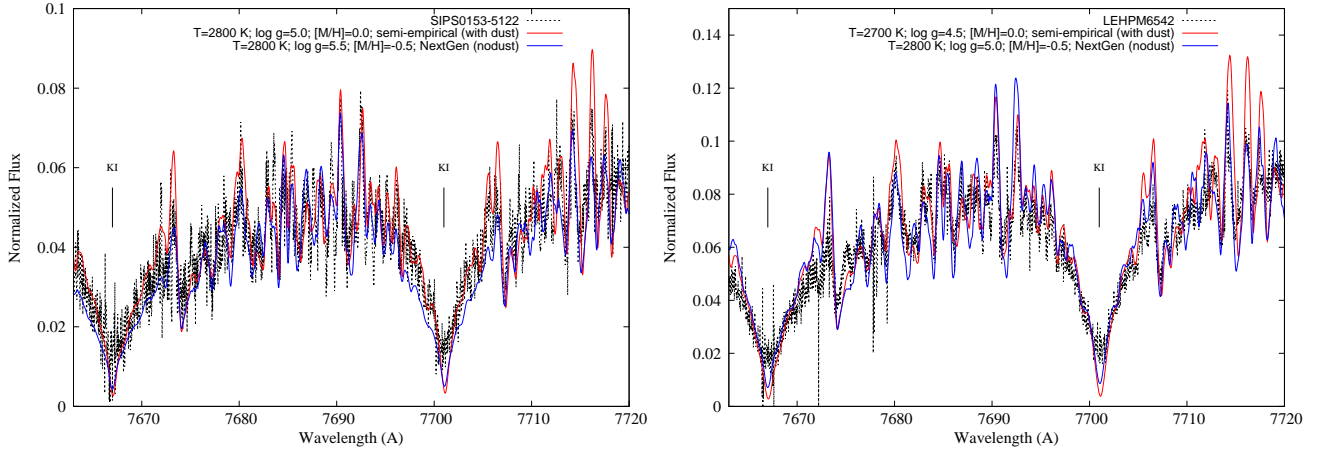 0.1
0.08
0.06
0.04
0.02
0
Normalized Flux
SIPS0153-5122
T=2800 K; log g=5.0; [M/H]=0.0; semi-empirical (with dust)
T=2800 K; log g=5.5; [M/H]=-0.5; NextGen (nodust)
KI
KI
7670
7680
7690
7700
7710
7720
Wavelength (A)
0.14
0.12
0.1
0.08
0.06
0.04
0.02
0
Normalized Flux
LEHPM6542
T=2700 K; log g=4.5; [M/H]=0.0; semi-empirical (with dust)
T=2800 K; log g=5.0; [M/H]=-0.5; NextGen (nodust)
KI
KI
7670
7680
7690
7700
7710
7720
Wavelength (A)